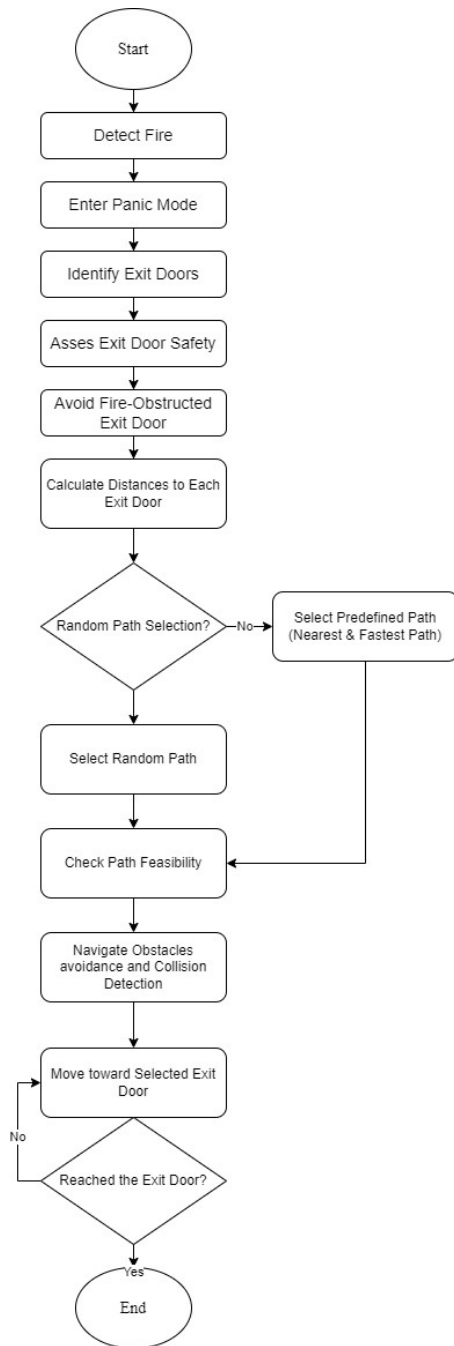 Start
Detect Fire
Enter Panic Mode
Identify Exit Doors
Asses Exit Door Safety
Avoid Fire-Obstructed
Exit Door
Calculate Distances to Each
Exit Door
Random Path Selection?
No
Select Predefined Path
(Nearest & Fastest Path)
Select Random Path
Check Path Feasibility
Navigate Obstacles
avoidance and Collision
Detection
Move toward Selected Exit
Door
No
Reached the Exit Door?
Yes
End